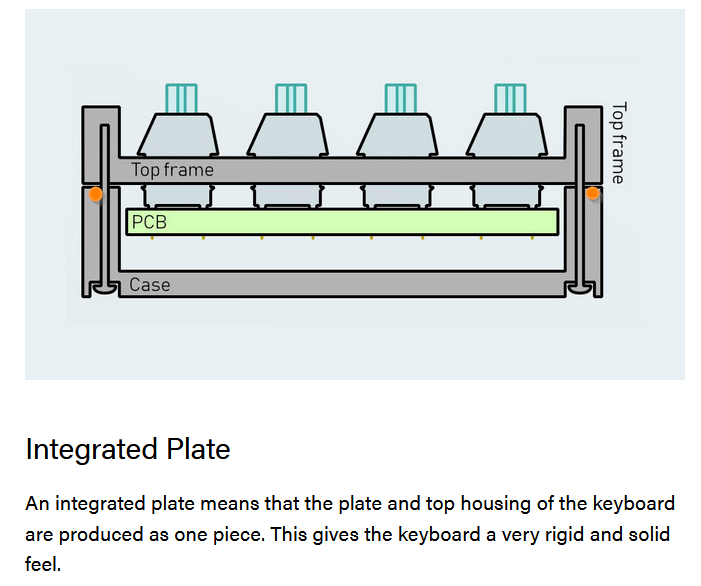 Top frame
Top frame
PCB
Case
Integrated Plate
An integrated plate means that the plate and top housing of the keyboard
are produced as one piece. This gives the keyboard a very rigid and solid
feel.